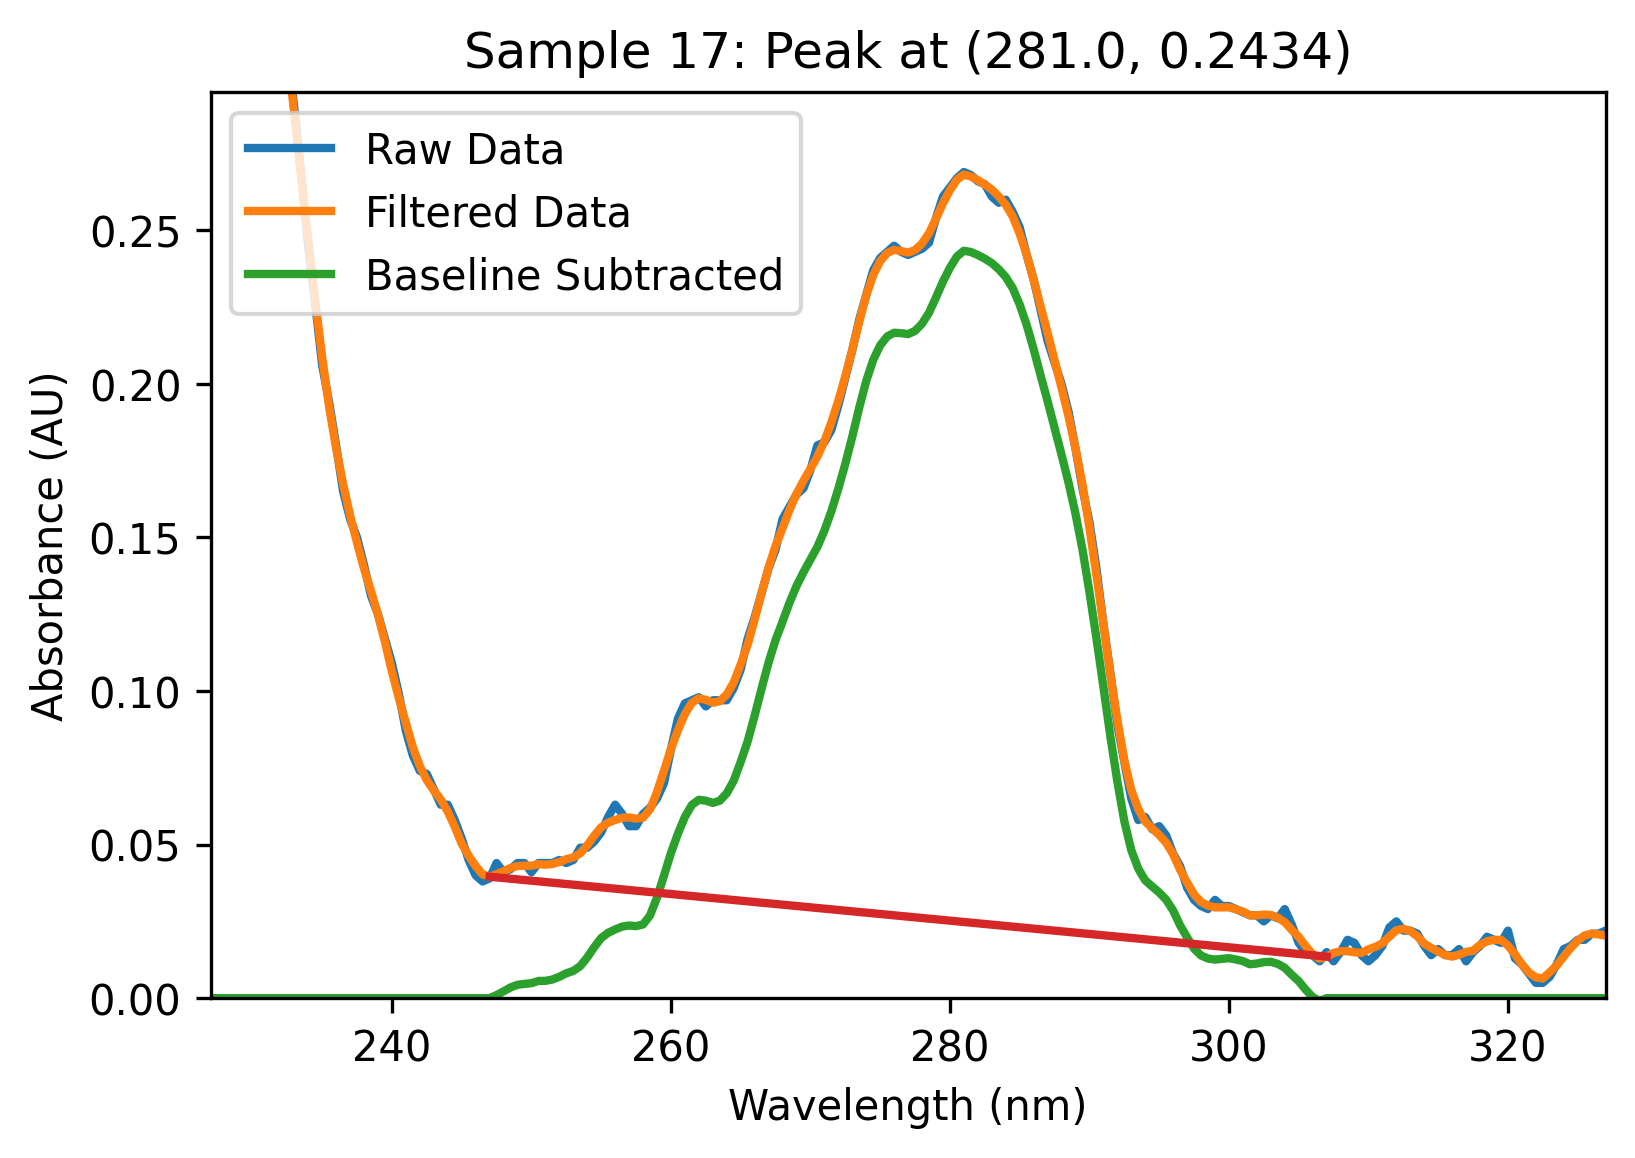 Sample 17: Peak at (281.0, 0.2434)
Raw Data
Filtered Data
Baseline Subtracted
Absorbance (AU)
0.25
0.20
0.15
0.10
0.05
0.00
240 260 280 300 320
Wavelength (nm)